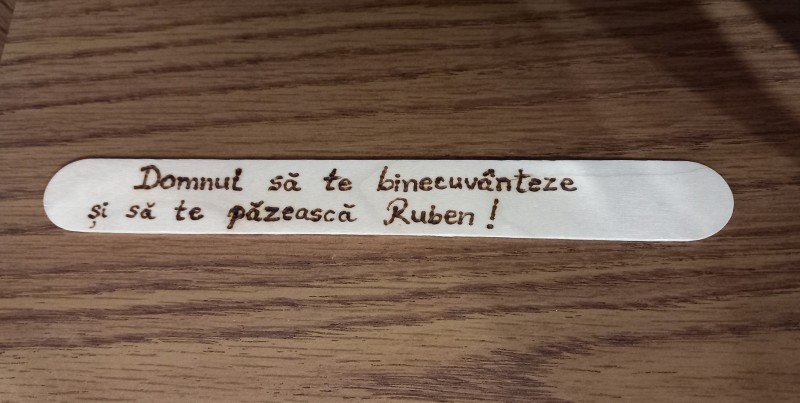 Domnul să te binecuvânteze
și să te păzească Ruben!